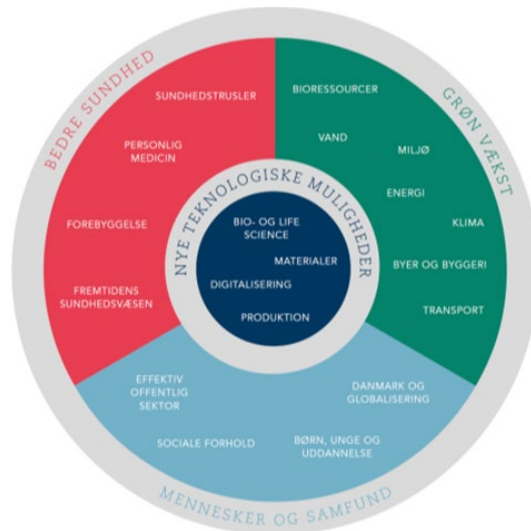 BEDRE SUNDHED
SUNDHEDSTRUSLER
PERSONLIG
MEDICIN
FOREBYGGELSE
FREMTIDENS
SUNDHEDSVÆSEN
GRØN VÆKST
BIORESSOURCER
VAND
MILJØ
ENERGI
KLIMA
BYER OG BYGGERI
TRANSPORT
NYE TEKNOLOGISKE MULIGHEDER
BIO- OG LIFE
SCIENCE
MATERIALER
DIGITALISERING
PRODUKTION
EFFEKTIV
OFFENTLIG
SEKTOR
DANMARK OG
GLOBALISERING
SOCIALE FORHOLD
BØRN, UNGE OG
UDDANNELSE
MENNESKER OG SAMFUND